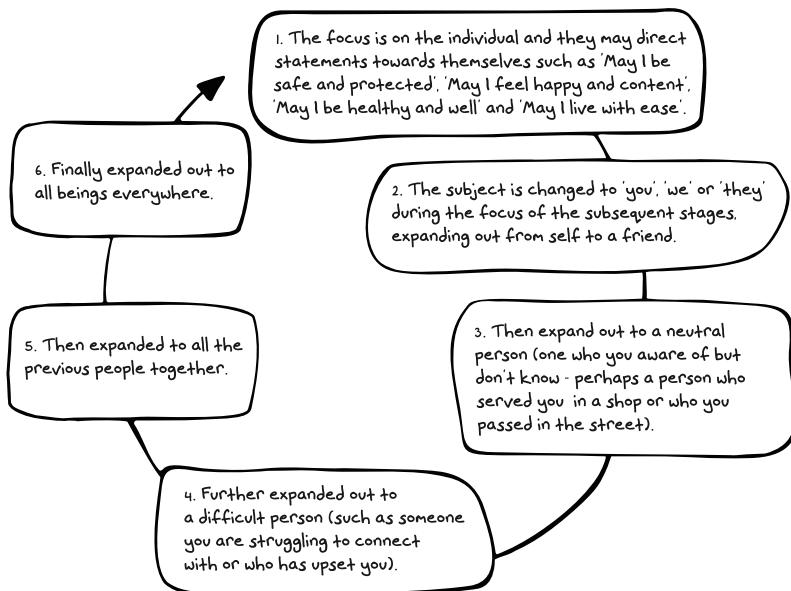 1. The focus is on the individual and they may direct
statements towards themselves such as 'May I be
safe and protected', 'May I feel happy and content',
'May I be healthy and well' and 'May I live with ease'.
2. The subject is changed to 'you', 'we' or 'they'
during the focus of the subsequent stages,
expanding out from self to a friend.
3. Then expand out to a neutral
person (one who you aware of but
don't know - perhaps a person who
served you in a shop or who you
passed in the street).
4. Further expanded out to
a difficult person (such as someone
you are struggling to connect
with or who has upset you).
5. Then expanded to all the
previous people together.
6. Finally expanded out to
all beings everywhere.